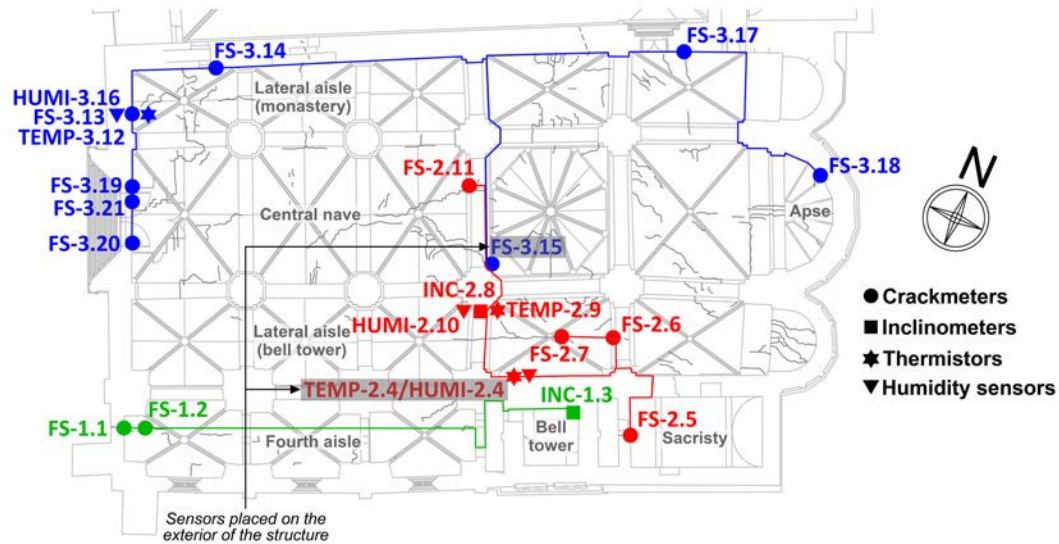 FS-3.14
FS-3.17
HUMI-3.16
FS-3.13
TEMP-3.12
Lateral aisle
(monastery)
FS-3.19
FS-3.21
FS-3.20
FS-2.11
Central nave
FS-3.15
FS-3.18
Apse
N
INC-2.8
TEMP-2.9
HUMI-2.10
FS-2.6
FS-2.7
Lateral aisle
(bell tower)
TEMP-2.4/HUMI-2.4
INC-1.3
FS-1.2
FS-1.1
Fourth aisle
Bell
tower
FS-2.5
Sacristy
Crackmeters
Inclinometers
Thermistors
Humidity sensors
Sensors placed on the
exterior of the structure